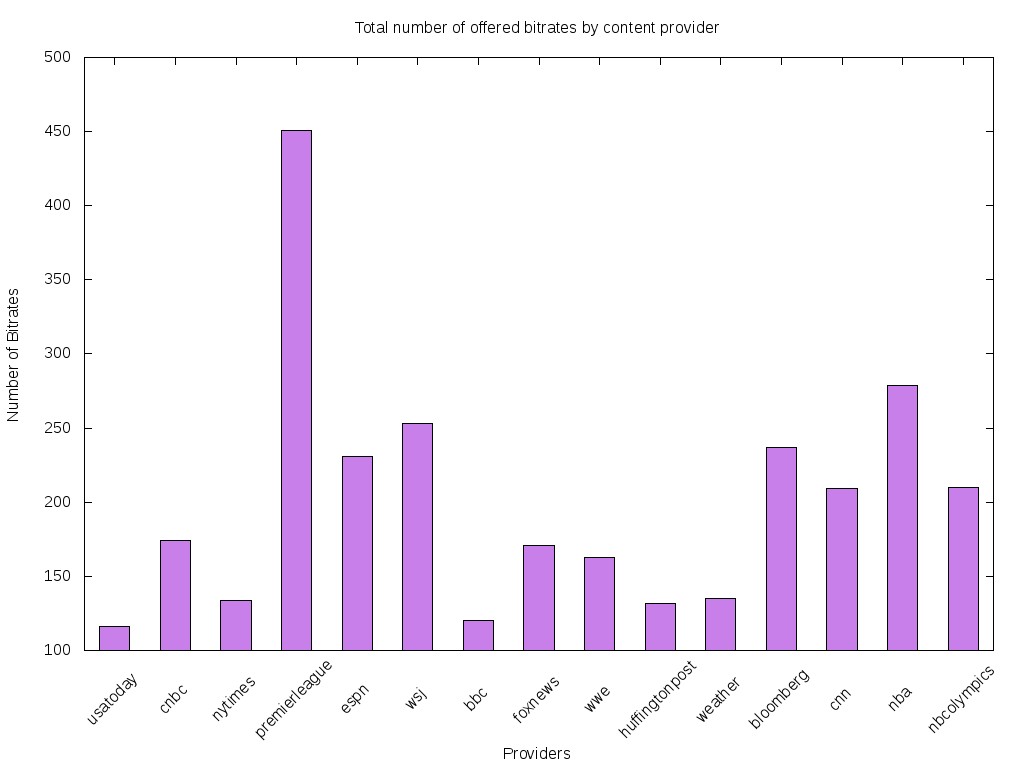 Total number of offered bitrates by content provider
500
450
400
350
300
250
200
150
100
Number of Bitrates
usatoday
cnbc
nytimes
premierleague
espn
wsj
bbc
foxnews
wwe
huffingtonpost
weather
bloomberg
cnn
nba
nbcolympics
Providers